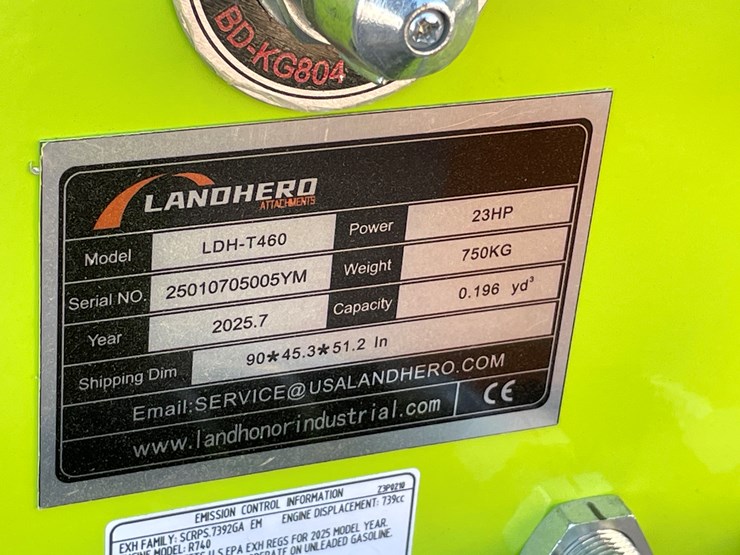 BD-KG804
LANDHERO
ATTACHMENTS
Model LDH-T460 Power 23HP
Serial NO. 25010705005YM Weight 750KG
Year 2025.7 Capacity 0.196 yd³
Shipping Dim 90*45.3*51.2 In
Email:SERVICE@USALANDHERO.COM
www.landhonorindustrial.com CE
EMISSION CONTROL INFORMATION 23P0210
EXH FAMILY: SCRPS.7392GA EM ENGINE DISPLACEMENT: 739cc
MODEL: R740
U.S EPA EXH REGS FOR 2025 MODEL YEAR.
ON UNLEADED GASOLINE.